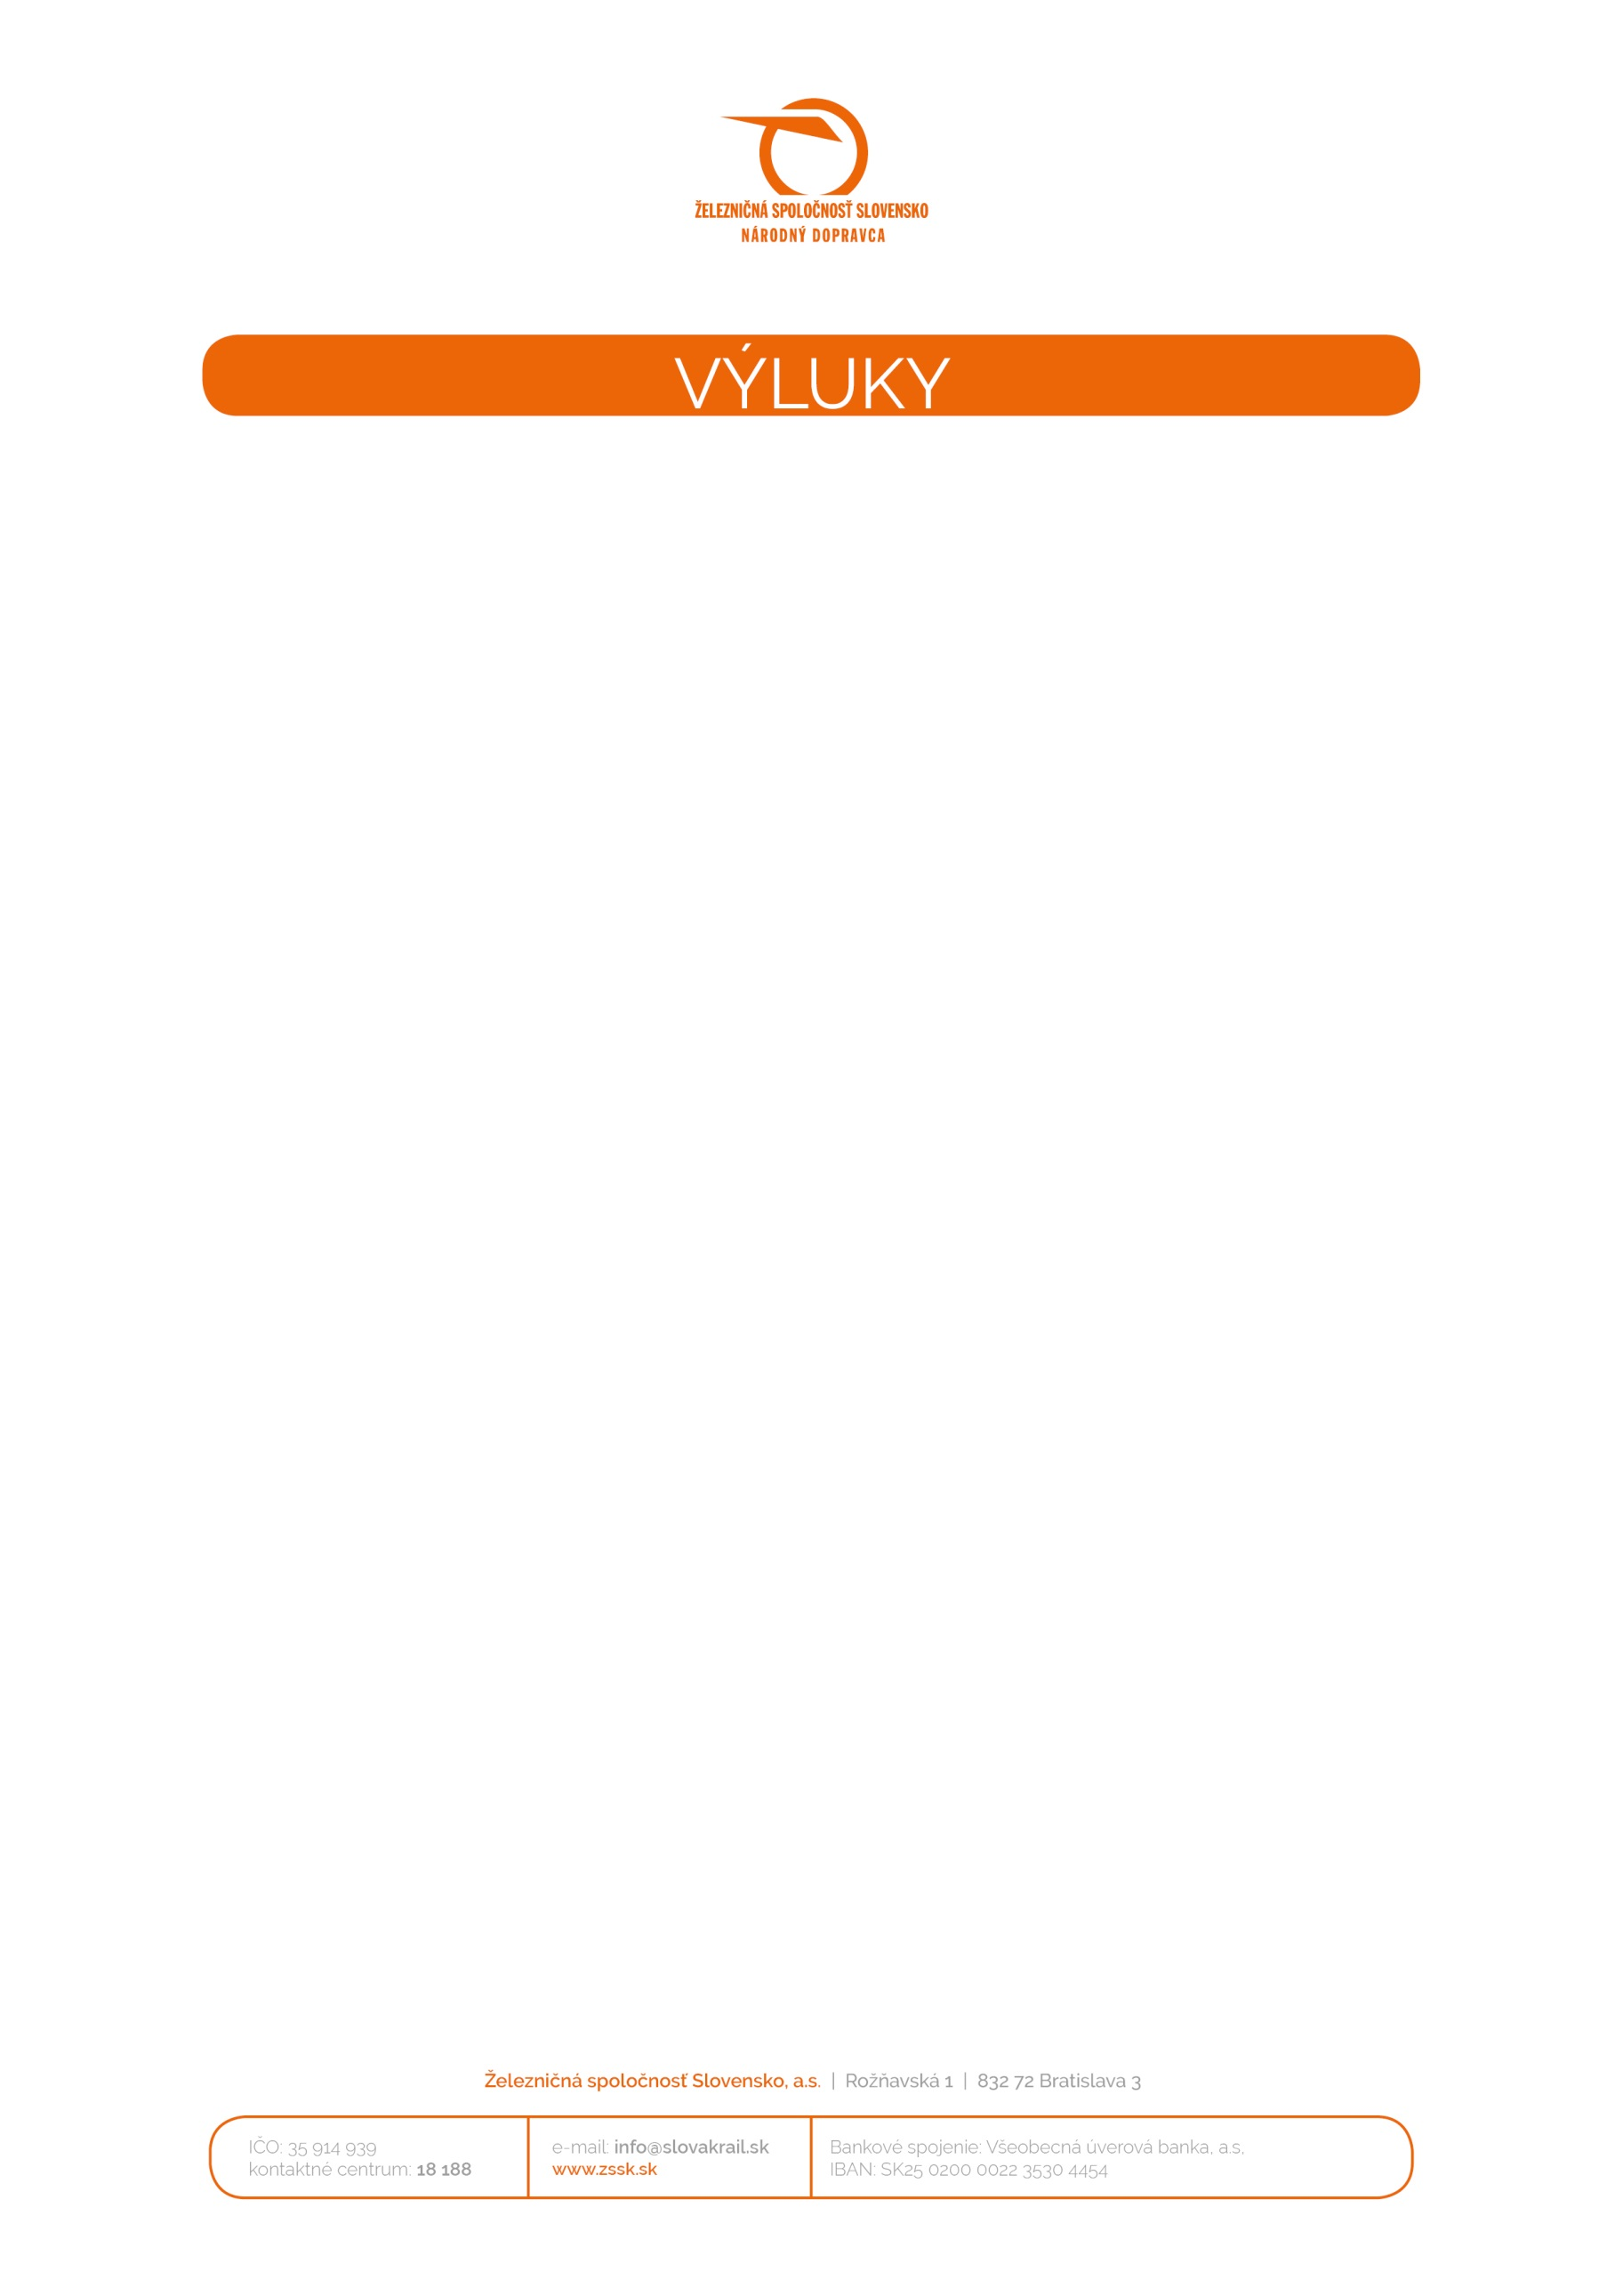 ŽELEZNIČNÁ SPOLOČNOSŤ SLOVENSKO
NÁRODNÝ DOPRAVCA
VÝLUKY
Železničná spoločnosť Slovensko, a.s. | Rožňavská 1 | 832 72 Bratislava 3
IČO: 35 914 939
kontaktné centrum: 18 188
e-mail: info@slovakrail.sk
www.zssk.sk
Bankové spojenie: Všeobecná úverová banka, a.s,
IBAN: SK25 0200 0022 3530 4454